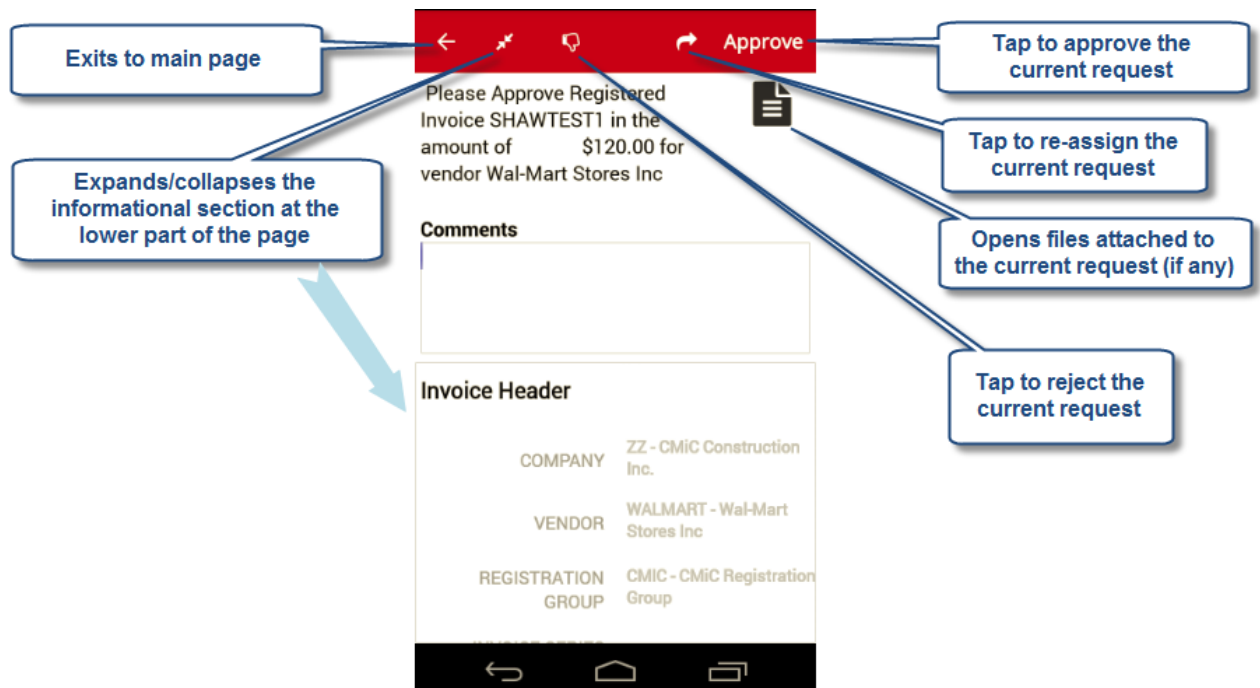 Exits to main page
Expands/collapses the
informational section at the
lower part of the page
Approve
Please Approve Registered
Invoice SHAWTEST1 in the
amount of $120.00 for
vendor Wal-Mart Stores Inc
Comments
Invoice Header
COMPANY ZZ - CMiC Construction
Inc.
VENDOR WALMART - Wal-Mart
Stores Inc
REGISTRATION CMIC - CMiC Registration
GROUP Group
Tap to approve the
current request
Tap to re-assign the
current request
Opens files attached to
the current request (if any)
Tap to reject the
current request